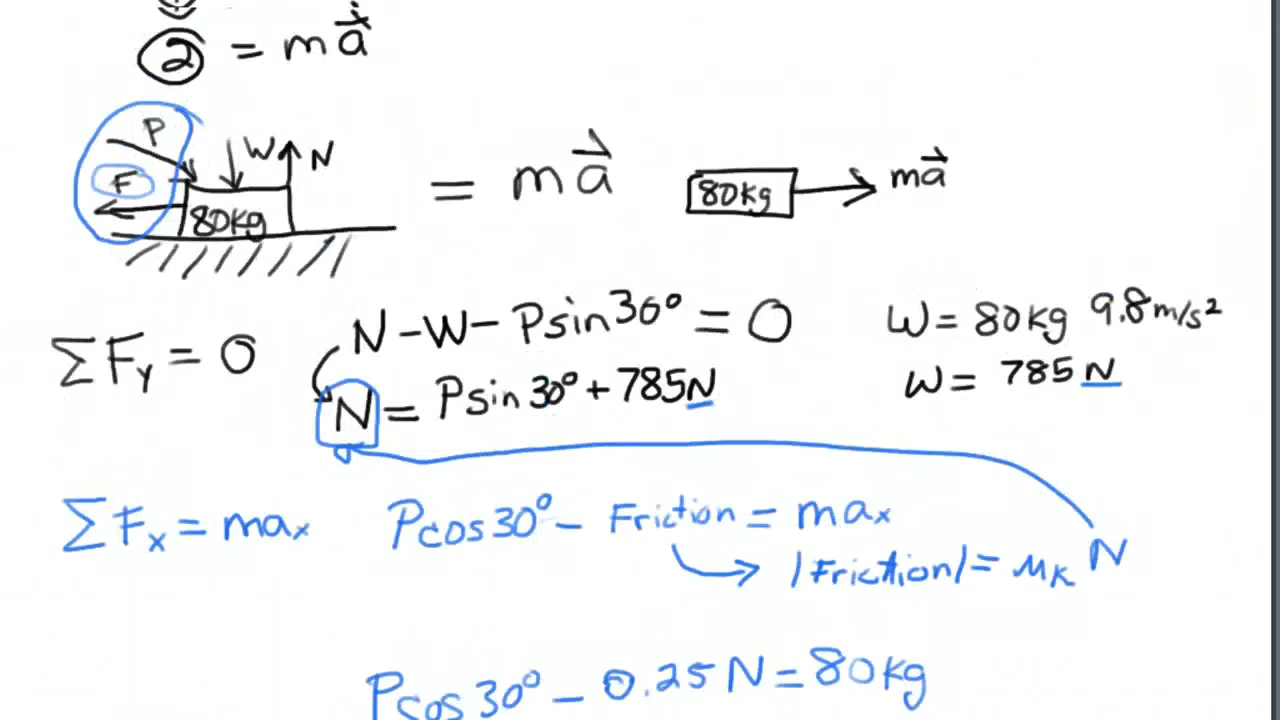 2 = ma
P
W N
F
80kg
= ma
80kg
ma
ΣFy = 0
N - W - Psin30° = 0
W = 80kg 9.8m/s²
N = Psin30° + 785N
W = 785N
ΣFx = max
Pcos30° - Friction = max
|Friction| = μK N
Pcos30° - 0.25N = 80kg